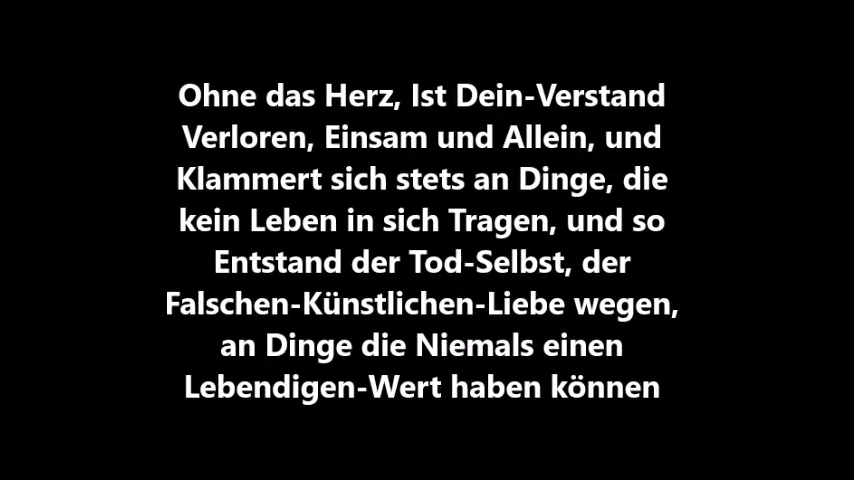 Ohne das Herz, Ist Dein-Verstand
Verloren, Einsam und Allein, und
Klammert sich stets an Dinge, die
kein Leben in sich Tragen, und so
Entstand der Tod-Selbst, der
Falschen-Künstlichen-Liebe wegen,
an Dinge die Niemals einen
Lebendigen-Wert haben können